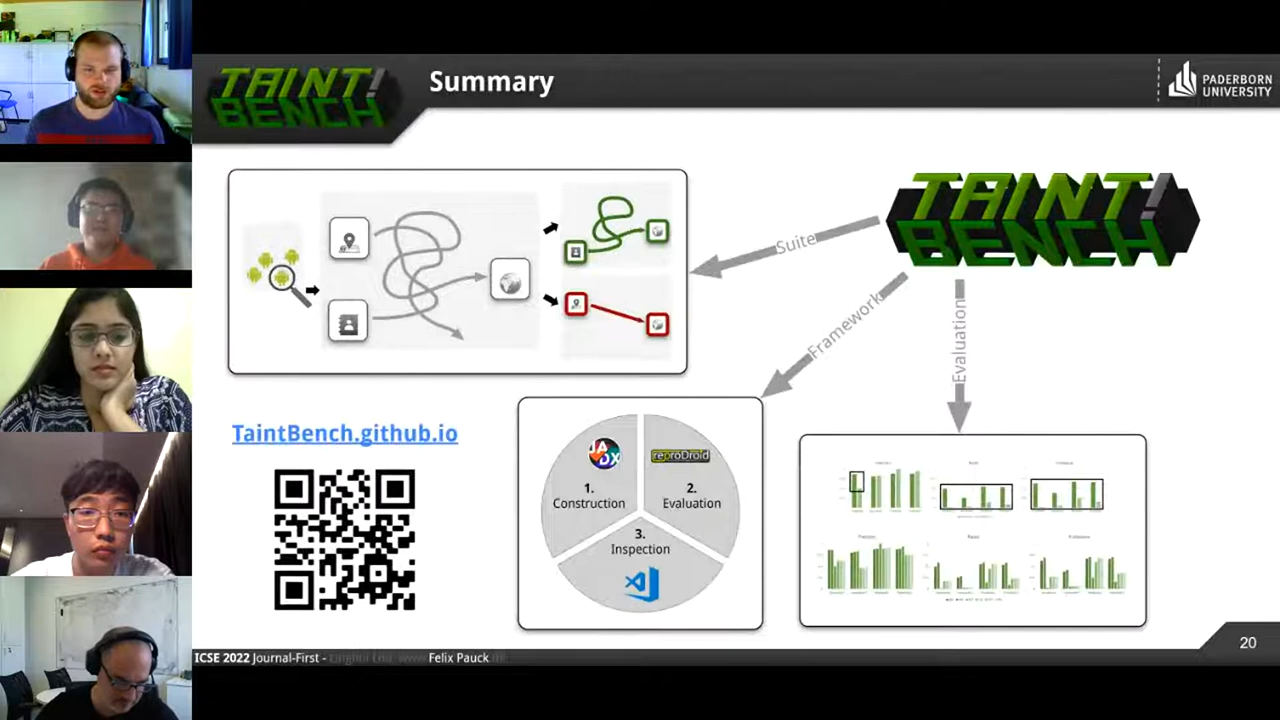 TAINT!
BENCH
Summary
PADERBORN
UNIVERSITY
TAINT!
BENCH
Suite
Framework
Evaluation
TaintBench.github.io
JADX
reproDroid
1.
Construction
2.
Evaluation
3.
Inspection
ICSE 2022 Journal-First - Felix Pauck
20